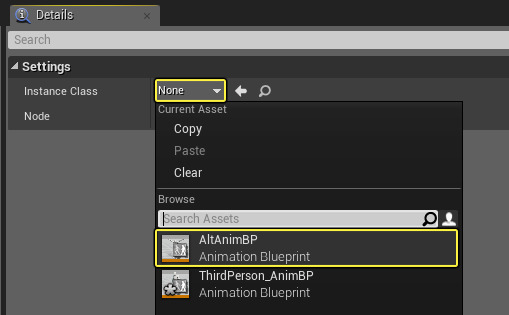 Details
Search
Settings
Instance Class
None
Node
Current Asset
Copy
Paste
Clear
Browse
Search Assets
AltAnimBP
Animation Blueprint
ThirdPerson_AnimBP
Animation Blueprint